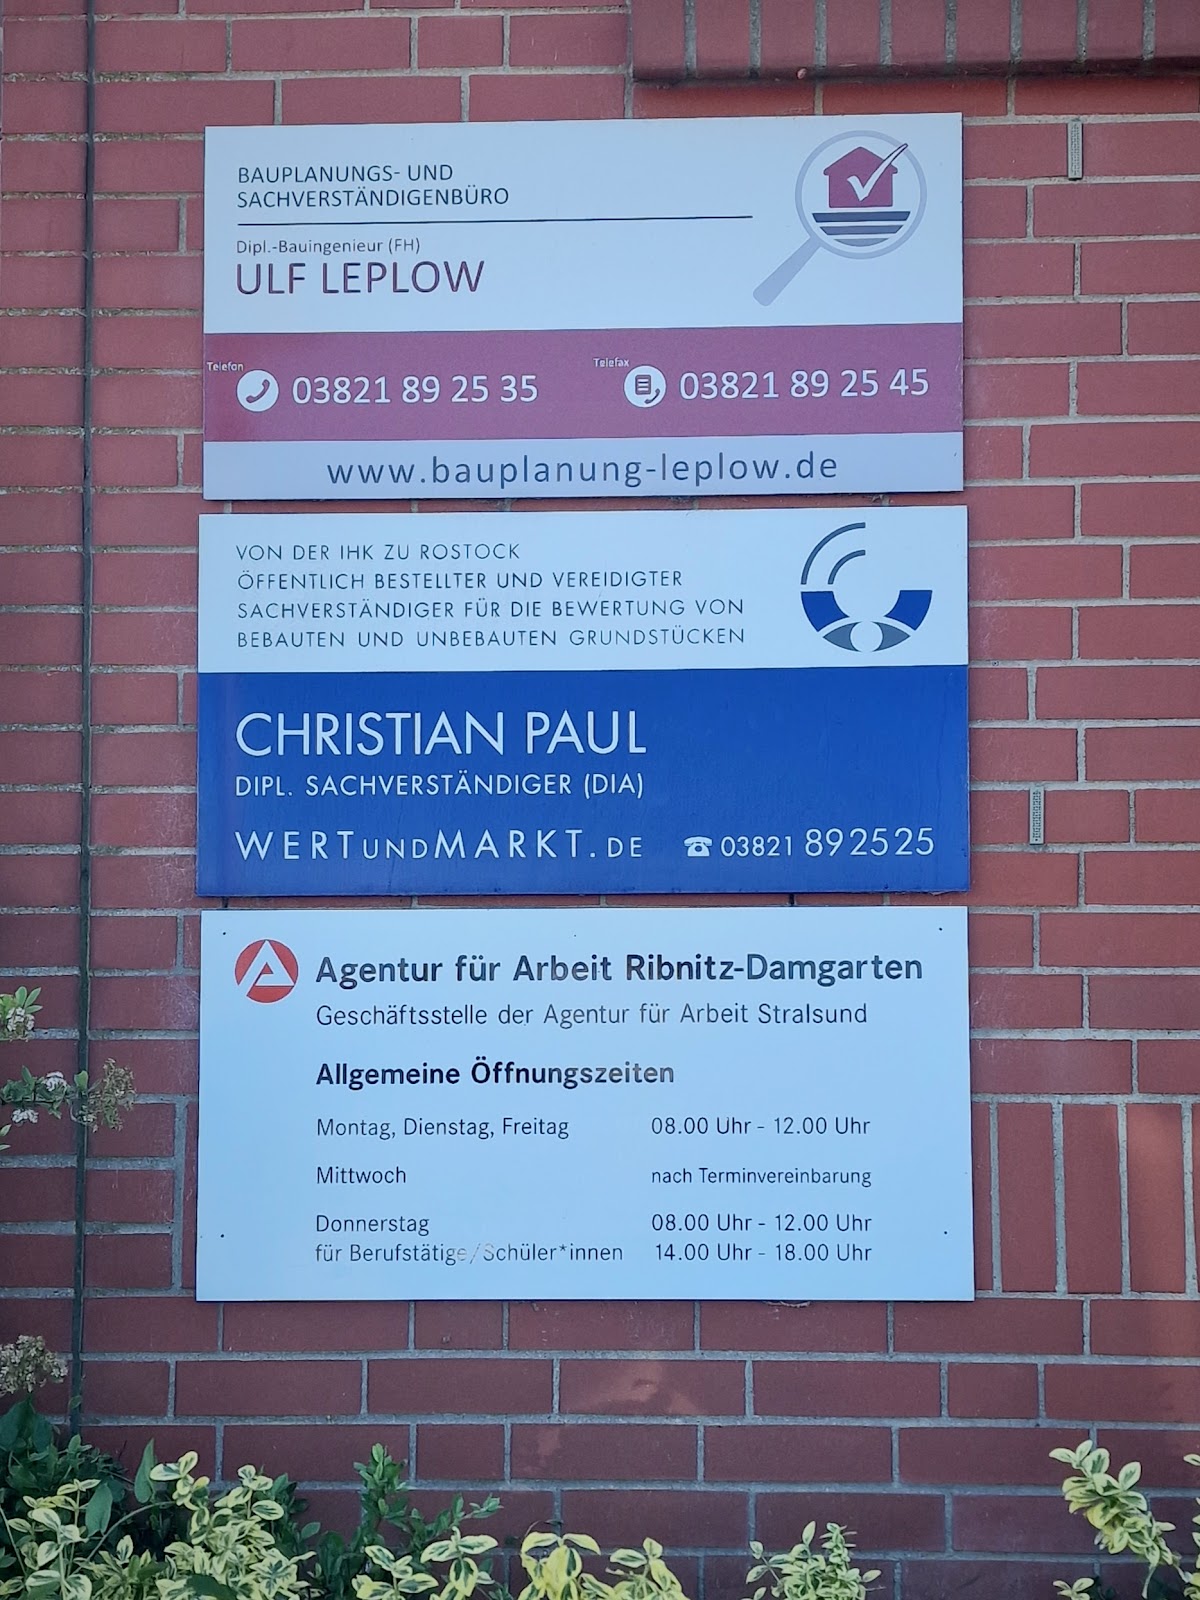 BAUPLANUNGS- UND
SACHVERSTÄNDIGENBÜRO
Dipl.-Bauingenieur (FH)
ULF LEPLOW
Telefon 03821 89 25 35
Telefax 03821 89 25 45
www.bauplanung-leplow.de
VON DER IHK ZU ROSTOCK
ÖFFENTLICH BESTELLTER UND VEREIDIGTER
SACHVERSTÄNDIGER FÜR DIE BEWERTUNG VON
BEBAUTEN UND UNBEBAUTEN GRUNDSTÜCKEN
CHRISTIAN PAUL
DIPL. SACHVERSTÄNDIGER (DIA)
WERTUNDMARKT.DE ☎ 03821 892525
Agentur für Arbeit Ribnitz-Damgarten
Geschäftsstelle der Agentur für Arbeit Stralsund
Allgemeine Öffnungszeiten
Montag, Dienstag, Freitag 08.00 Uhr - 12.00 Uhr
Mittwoch nach Terminvereinbarung
Donnerstag 08.00 Uhr - 12.00 Uhr
für Berufstätige/Schüler*innen 14.00 Uhr - 18.00 Uhr